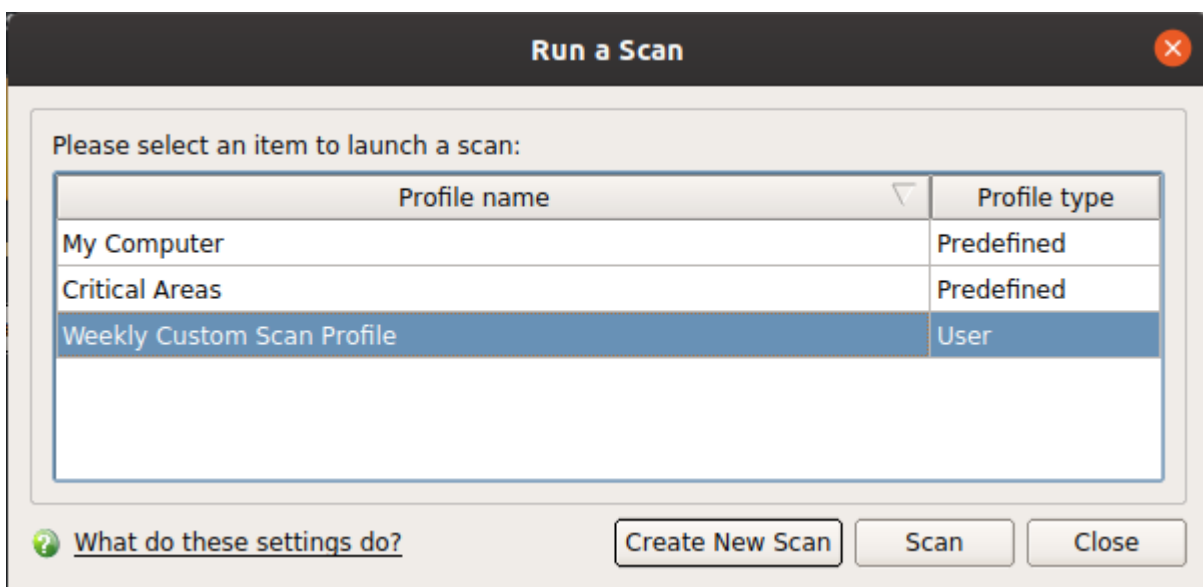 Run a Scan
Please select an item to launch a scan:
Profile name Profile type
My Computer Predefined
Critical Areas Predefined
Weekly Custom Scan Profile User
What do these settings do? Create New Scan Scan Close